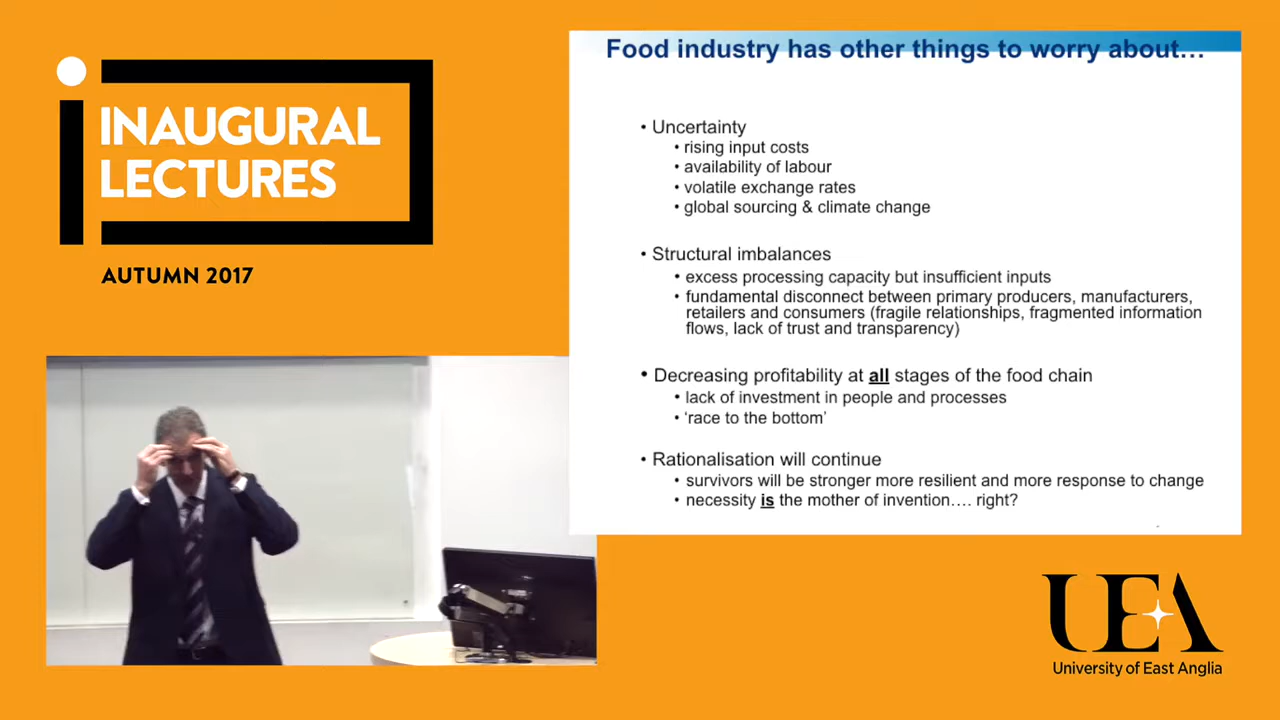 INAUGURAL
LECTURES
AUTUMN 2017
Food industry has other things to worry about…
• Uncertainty
• rising input costs
• availability of labour
• volatile exchange rates
• global sourcing & climate change
• Structural imbalances
• excess processing capacity but insufficient inputs
• fundamental disconnect between primary producers, manufacturers,
retailers and consumers (fragile relationships, fragmented information
flows, lack of trust and transparency)
• Decreasing profitability at all stages of the food chain
• lack of investment in people and processes
• ‘race to the bottom’
• Rationalisation will continue
• survivors will be stronger more resilient and more response to change
• necessity is the mother of invention…. right?
UEA
University of East Anglia